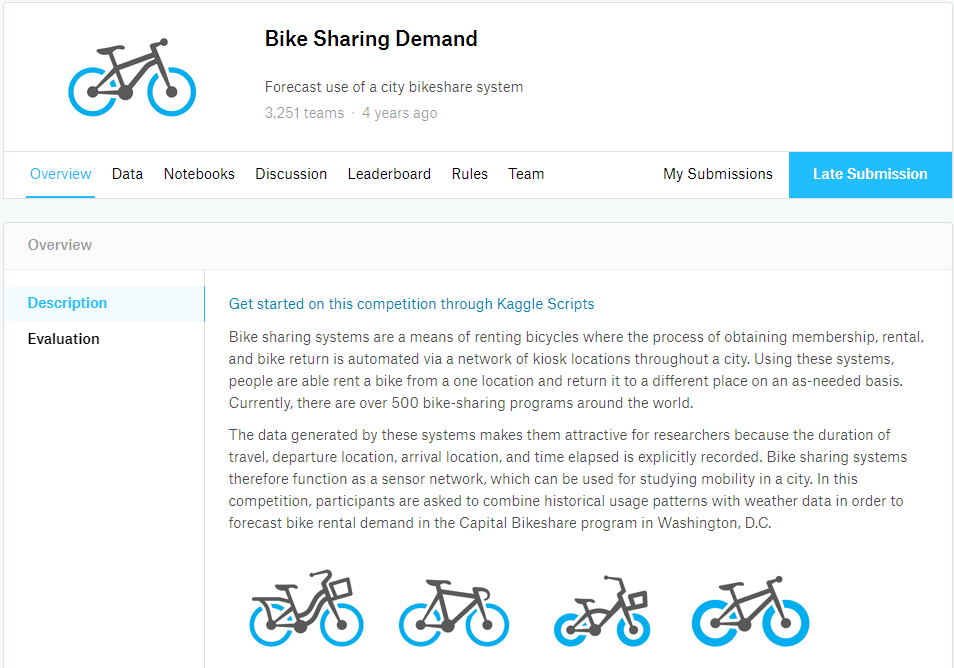 Bike Sharing Demand
Forecast use of a city bikeshare system
3,251 teams · 4 years ago
Overview Data Notebooks Discussion Leaderboard Rules Team My Submissions Late Submission
Overview
Description
Evaluation
Get started on this competition through Kaggle Scripts
Bike sharing systems are a means of renting bicycles where the process of obtaining membership, rental,
and bike return is automated via a network of kiosk locations throughout a city. Using these systems,
people are able rent a bike from a one location and return it to a different place on an as-needed basis.
Currently, there are over 500 bike-sharing programs around the world.
The data generated by these systems makes them attractive for researchers because the duration of
travel, departure location, arrival location, and time elapsed is explicitly recorded. Bike sharing systems
therefore function as a sensor network, which can be used for studying mobility in a city. In this
competition, participants are asked to combine historical usage patterns with weather data in order to
forecast bike rental demand in the Capital Bikeshare program in Washington, D.C.